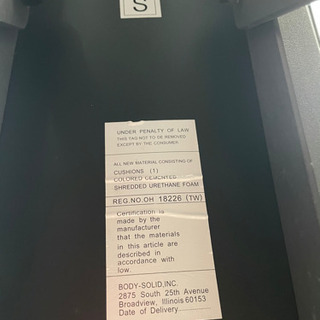 S
UNDER PENALTY OF LAW
THIS TAG NOT TO BE REMOVED
EXCEPT BY THE CONSUMER
ALL NEW MATERIAL CONSISTING OF
CUSHIONS (1)
COLORED CEMENTED
SHREDDED URETHANE FOAM
REG.NO.OH 18226 (TW)
Certification is
made by the
manufacturer
that the materials
in this article are
described in
accordance with
low.
BODY-SOLID,INC.
2875 South 25th Avenue
Broadview, Illinois 60153
Date of Delivery